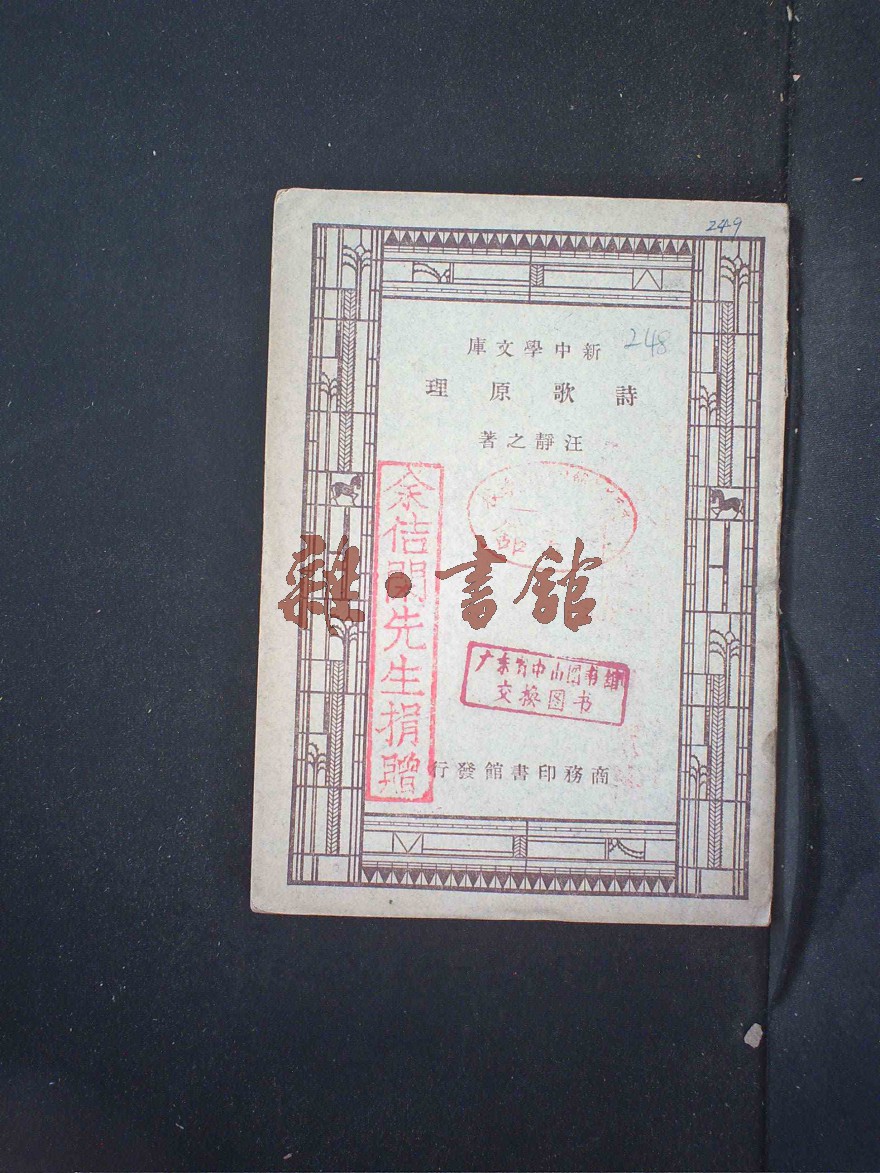 249
新中學文庫
248
詩歌原理
汪靜之著
余佶閑先生捐贈
雜·書館
广东省中山图书馆
交换图书
商務印書館發行